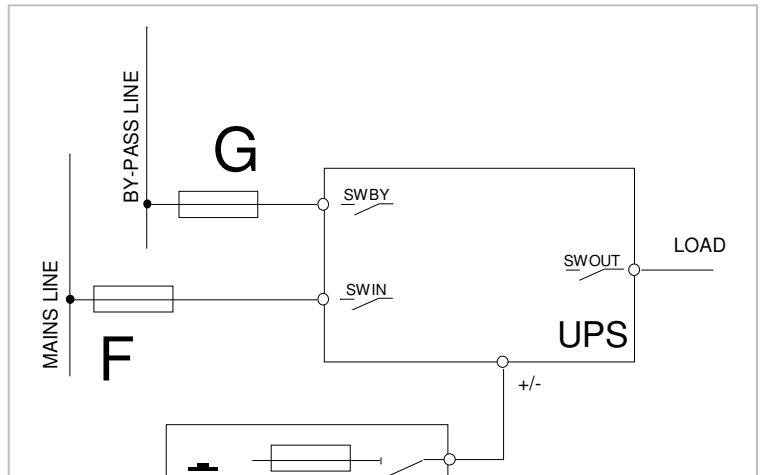 BY-PASS LINE
G
SWBY
LOAD
SWOUT
MAINS LINE
SWIN
UPS
F
+/-